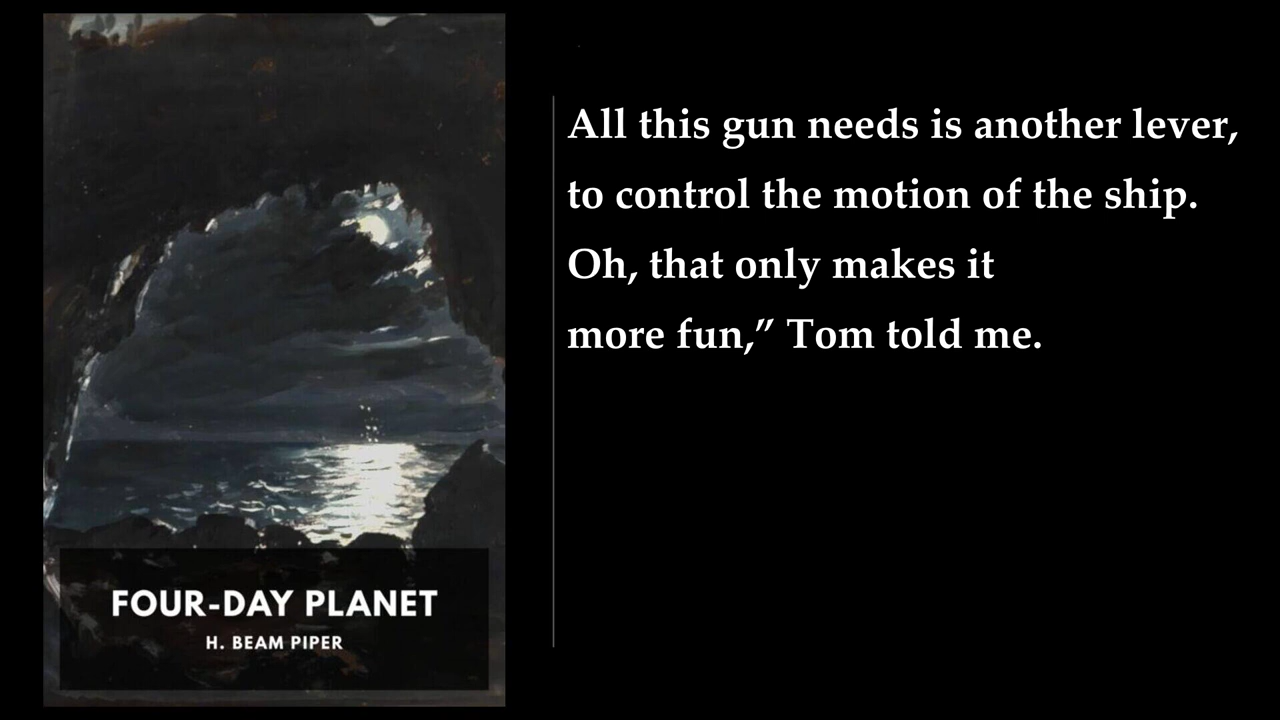 FOUR-DAY PLANET
H. BEAM PIPER
All this gun needs is another lever,
to control the motion of the ship.
Oh, that only makes it
more fun,” Tom told me.